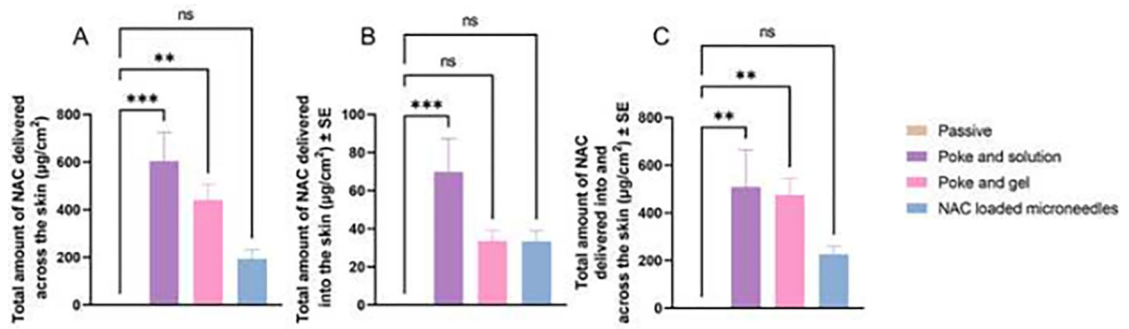 A
ns
**
***
800
600
400
200
0
Total amount of NAC delivered
across the skin (µg/cm²)
B
ns
ns
***
100
80
60
40
20
0
Total amount of NAC delivered
into the skin (µg/cm²) ± SE
C
ns
**
**
800
600
400
200
0
Total amount of NAC
delivered into and
across the skin (µg/cm²) ± SE
Passive
Poke and solution
Poke and gel
NAC loaded microneedles